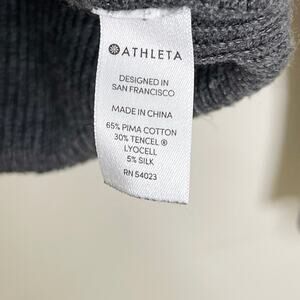 ATHLETA
DESIGNED IN
SAN FRANCISCO
MADE IN CHINA
65% PIMA COTTON
30% TENCEL ®
LYOCELL
5% SILK
RN 54023